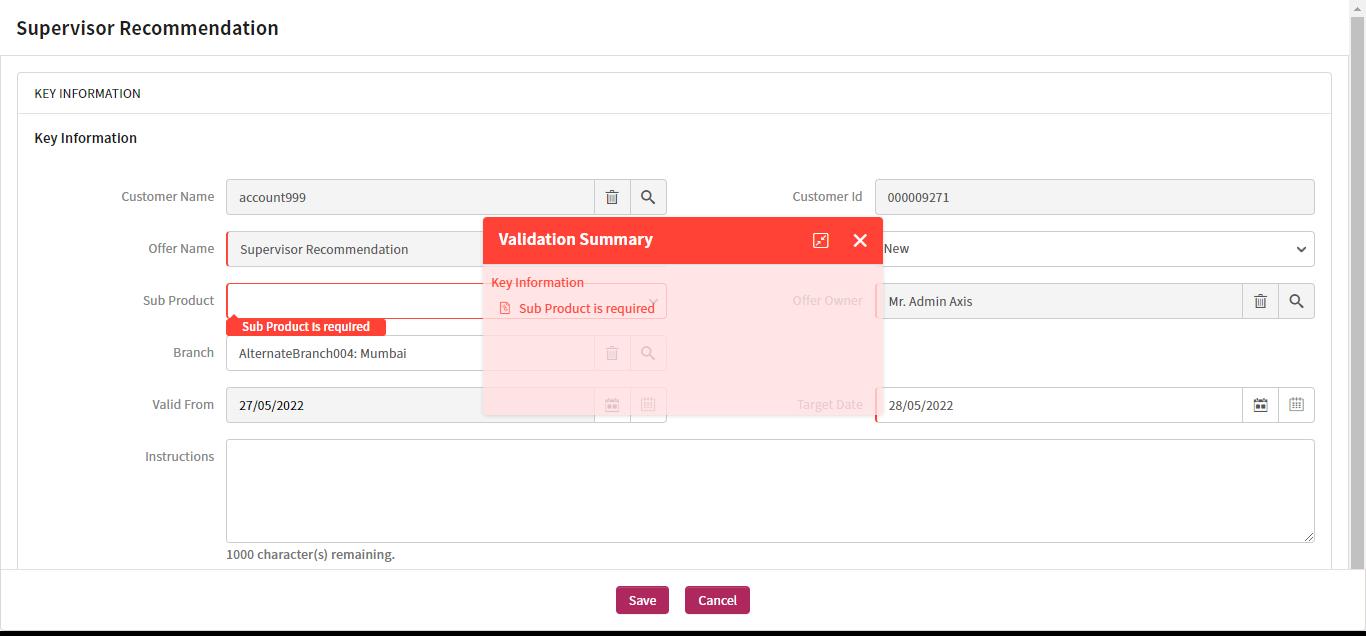 Supervisor Recommendation
KEY INFORMATION
Key Information
Customer Name
account999
Customer Id
000009271
Offer Name
Supervisor Recommendation
Validation Summary
New
Key Information
Sub Product
Sub Product is required
Offer Owner
Mr. Admin Axis
Sub Product is required
Branch
AlternateBranch004: Mumbai
Valid From
27/05/2022
Target Date
28/05/2022
Instructions
1000 character(s) remaining.
Save
Cancel